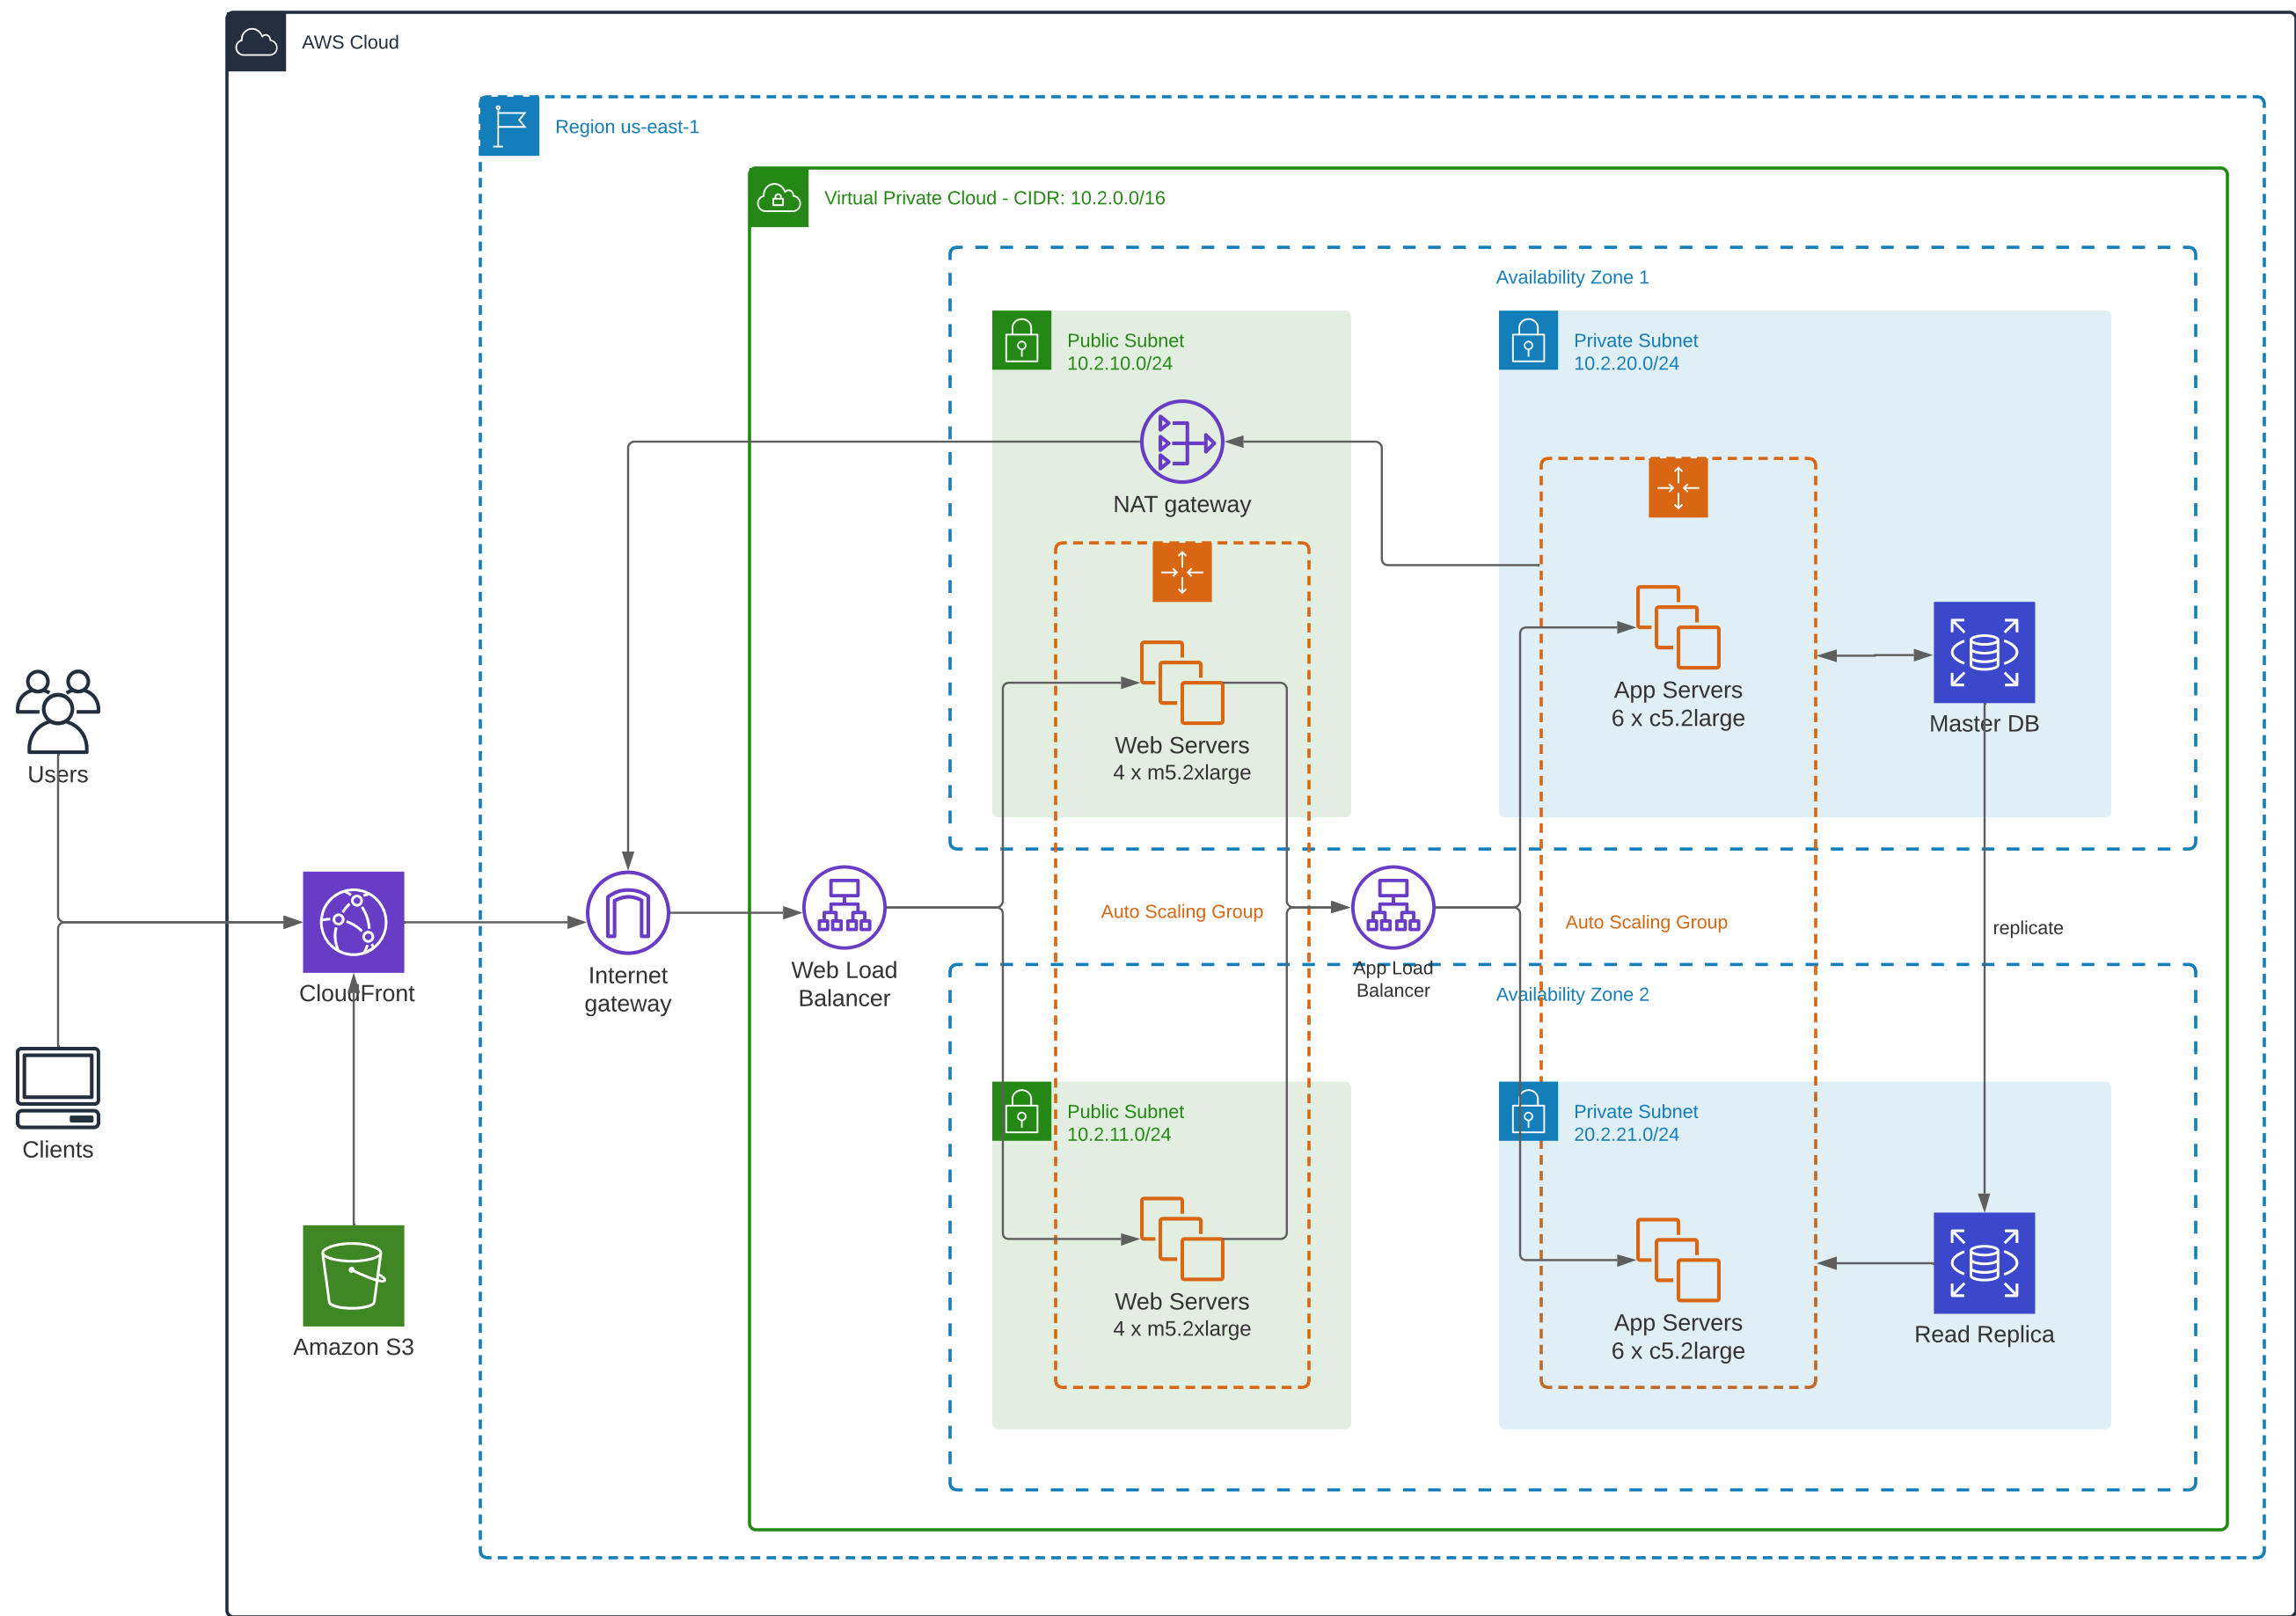 AWS Cloud
Region us-east-1
Virtual Private Cloud - CIDR: 10.2.0.0/16
Availability Zone 1
Public Subnet
10.2.10.0/24
Private Subnet
10.2.20.0/24
NAT gateway
App Servers
6 x c5.2large
Master DB
Web Servers
4 x m5.2xlarge
Users
CloudFront
Internet
gateway
Web Load
Balancer
Auto Scaling Group
App Load
Balancer
Auto Scaling Group
replicate
Availability Zone 2
Public Subnet
10.2.11.0/24
Private Subnet
20.2.21.0/24
Clients
Web Servers
4 x m5.2xlarge
App Servers
6 x c5.2large
Read Replica
Amazon S3